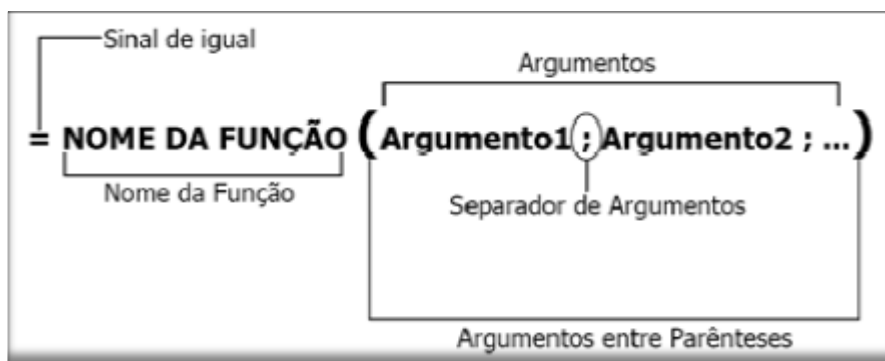 Sinal de igual
Argumentos
= NOME DA FUNÇÃO (Argumento1 ; Argumento2 ; ...)
Nome da Função
Separador de Argumentos
Argumentos entre Parênteses